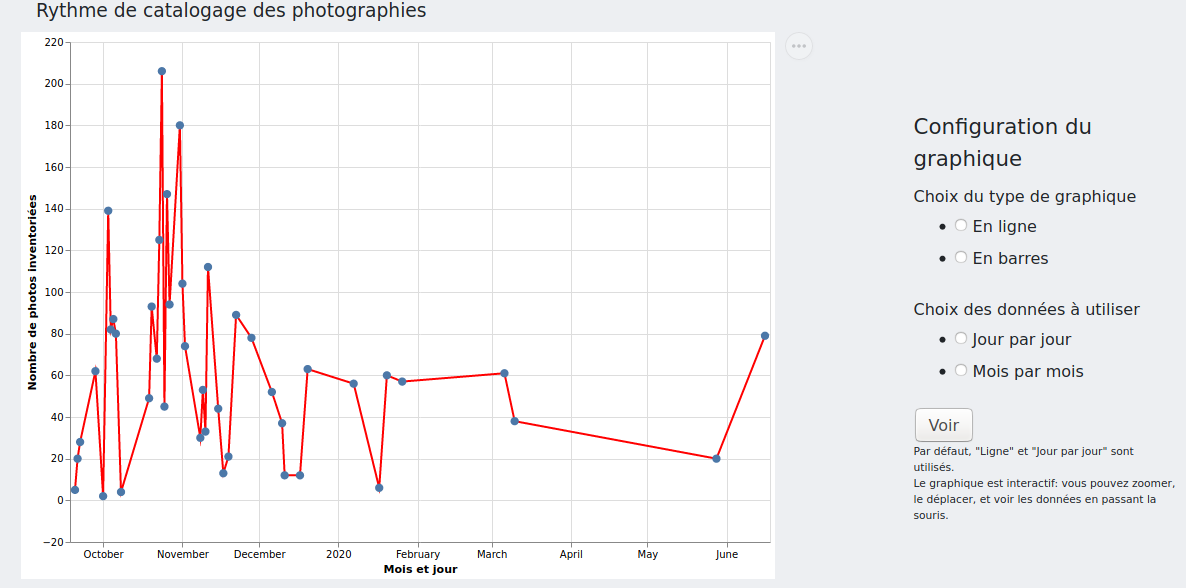 Rythme de catalogage des photographies
220
200
180
160
140
120
100
80
60
40
20
0
−20
Nombre de photos inventoriées
October November December 2020 February March April May June
Mois et jour
Configuration du
graphique
Choix du type de graphique
En ligne
En barres
Choix des données à utiliser
Jour par jour
Mois par mois
Voir
Par défaut, "Ligne" et "Jour par jour" sont
utilisés.
Le graphique est interactif: vous pouvez zoomer,
le déplacer, et voir les données en passant la
souris.